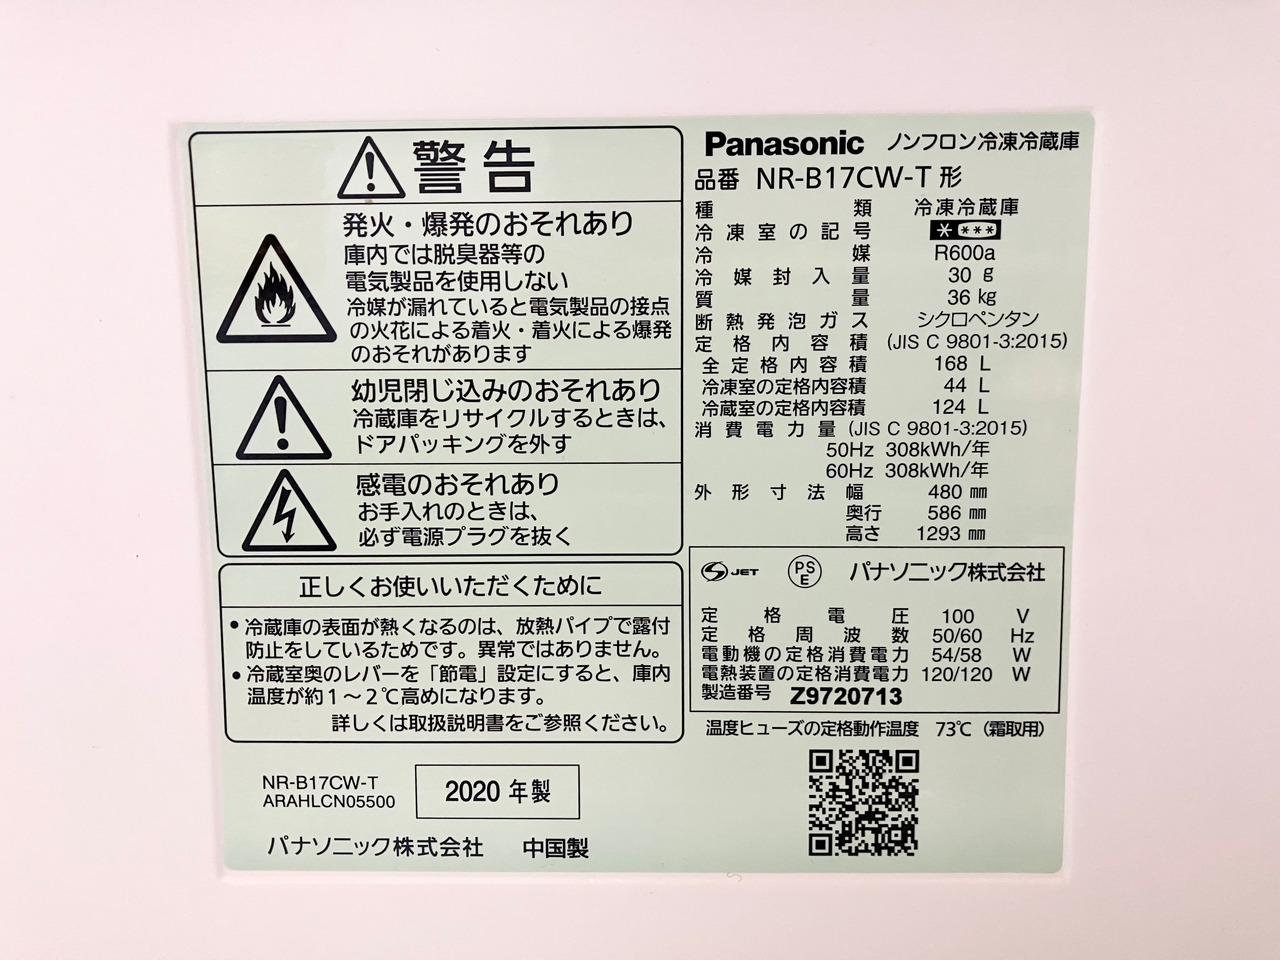 警告
発火・爆発のおそれあり
庫内では脱臭器等の
電気製品を使用しない
冷媒が漏れていると電気製品の接点
の火花による着火・着火による爆発
のおそれがあります
幼児閉じ込みのおそれあり
冷蔵庫をリサイクルするときは、
ドアパッキングを外す
感電のおそれあり
お手入れのときは、
必ず電源プラグを抜く
正しくお使いいただくために
●冷蔵庫の表面が熱くなるのは、放熱パイプで露付
防止をしているためです。異常ではありません。
●冷蔵室奥のレバーを「節電」設定にすると、庫内
温度が約1~2℃高めになります。
詳しくは取扱説明書をご参照ください。
NR-B17CW-T
ARAHLCN05500
2020 年製
パナソニック株式会社 中国製
Panasonic ノンフロン冷凍冷蔵庫
品番 NR-B17CW-T 形
種類 冷凍冷蔵庫
冷凍室の記号 * ***
冷媒 R600a
冷媒封入量 30 g
質量 36 kg
断熱発泡ガス シクロペンタン
定格内容積 (JIS C 9801-3:2015)
全定格内容積 168 L
冷凍室の定格内容積 44 L
冷蔵室の定格内容積 124 L
消費電力量 (JIS C 9801-3:2015)
50Hz 308kWh/年
60Hz 308kWh/年
外形寸法 幅 480 mm
奥行 586 mm
高さ 1293 mm
S JET PS E パナソニック株式会社
定格電圧 100 V
定格周波数 50/60 Hz
電動機の定格消費電力 54/58 W
電熱装置の定格消費電力 120/120 W
製造番号 Z9720713
温度ヒューズの定格動作温度 73℃ (霜取用)